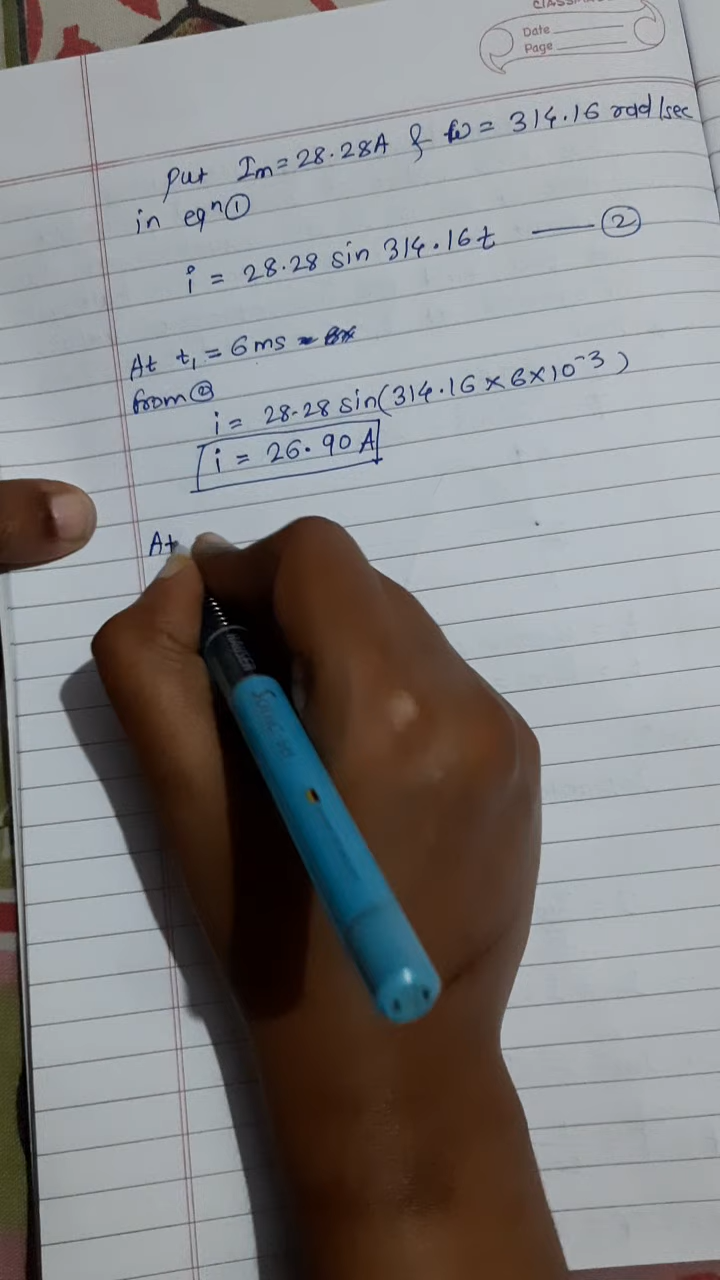 CLASSM
Date
Page
put Im = 28.28A & ω = 314.16 rad/sec
in eqⁿ ①
i = 28.28 sin 314.16t —— ②
At t₁ = 6ms
from ②
i = 28.28 sin(314.16 × 6 × 10⁻³)
i = 26.90 A
At